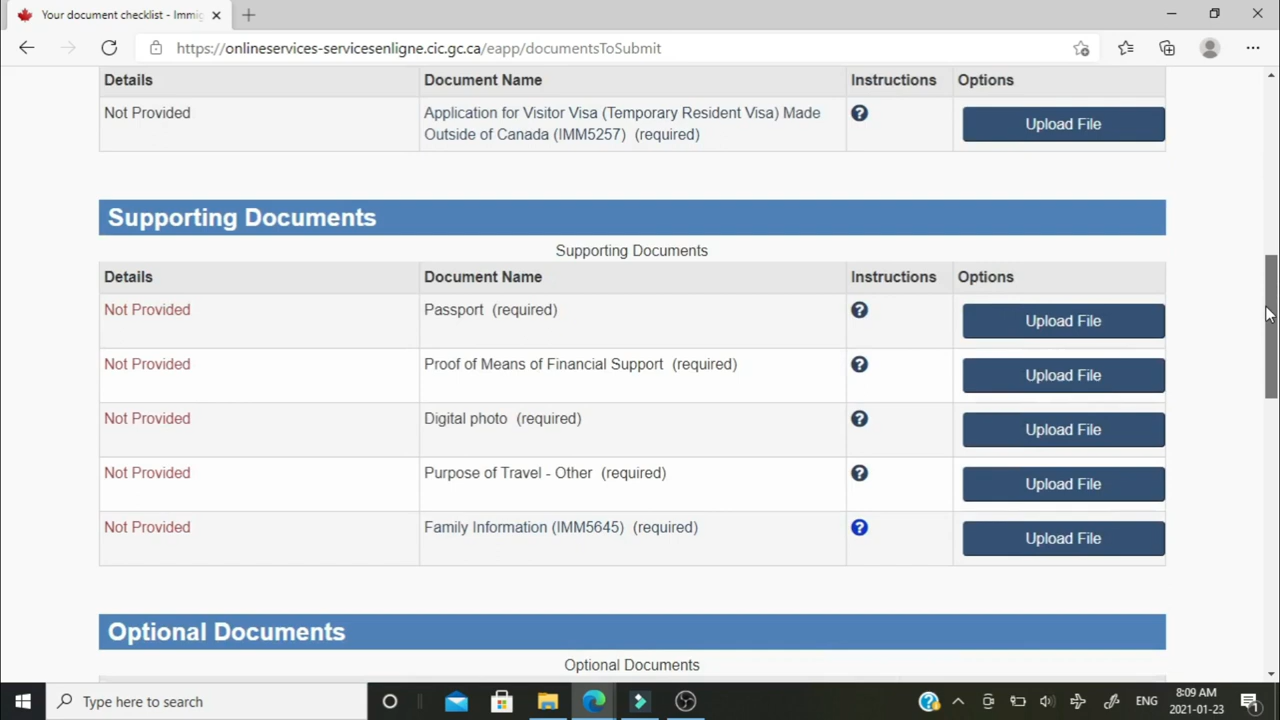 Your document checklist - Immig
https://onlineservices-servicesenligne.cic.gc.ca/eapp/documentsToSubmit
Details Document Name Instructions Options
Not Provided Application for Visitor Visa (Temporary Resident Visa) Made Upload File
Outside of Canada (IMM5257) (required)
Supporting Documents
Supporting Documents
Details Document Name Instructions Options
Not Provided Passport (required) Upload File
Not Provided Proof of Means of Financial Support (required) Upload File
Not Provided Digital photo (required) Upload File
Not Provided Purpose of Travel - Other (required) Upload File
Not Provided Family Information (IMM5645) (required) Upload File
Optional Documents
Optional Documents
Type here to search ENG 8:09 AM
2021-01-23